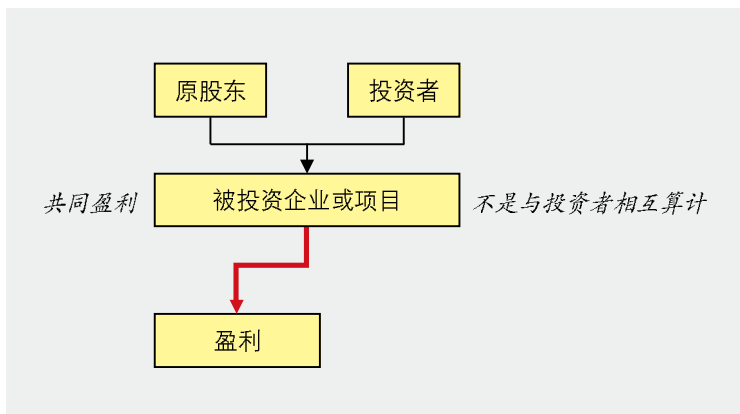 原股东
投资者
共同盈利
被投资企业或项目
不是与投资者相互算计
盈利